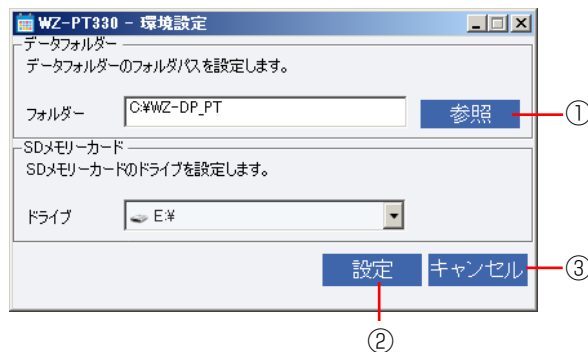 WZ-PT330 - 環境設定
データフォルダー
データフォルダーのフォルダパスを設定します。
フォルダー C:¥WZ-DP_PT 参照 ①
SDメモリーカード
SDメモリーカードのドライブを設定します。
ドライブ E:¥
設定 キャンセル ③
②